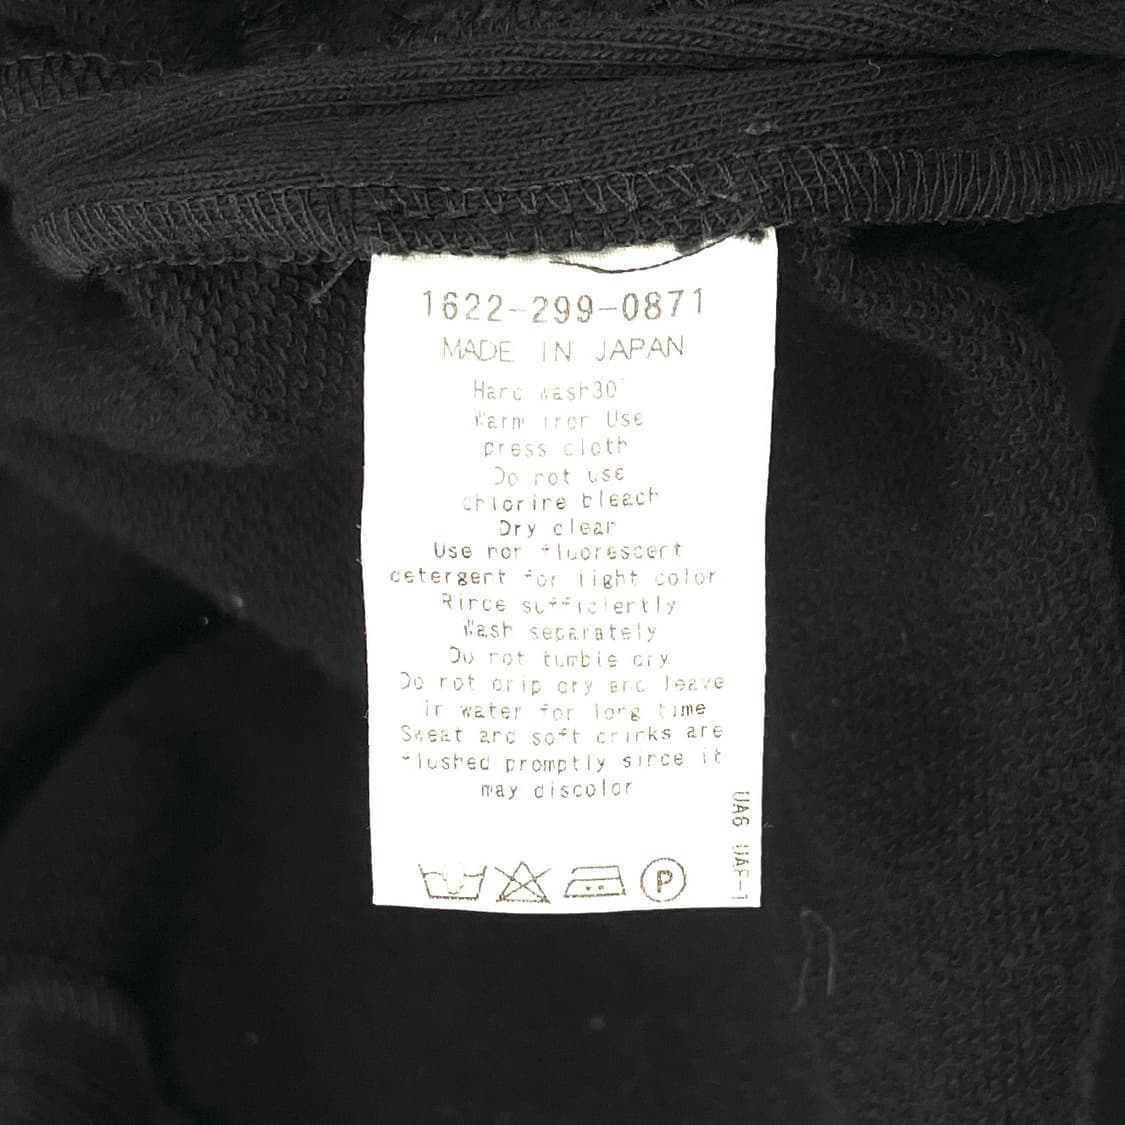 1622-299-0871
MADE IN JAPAN
Hand wash30°
Warm iron Use
press cloth
Do not use
chlorine bleach
Dry clean
Use non fluorescent
detergent for light color.
Rinse sufficiently
Wash separately
Do not tumble dry
Do not drip dry and leave
in water for long time
Sweat and soft drinks are
flushed promptly since it
may discolor
P